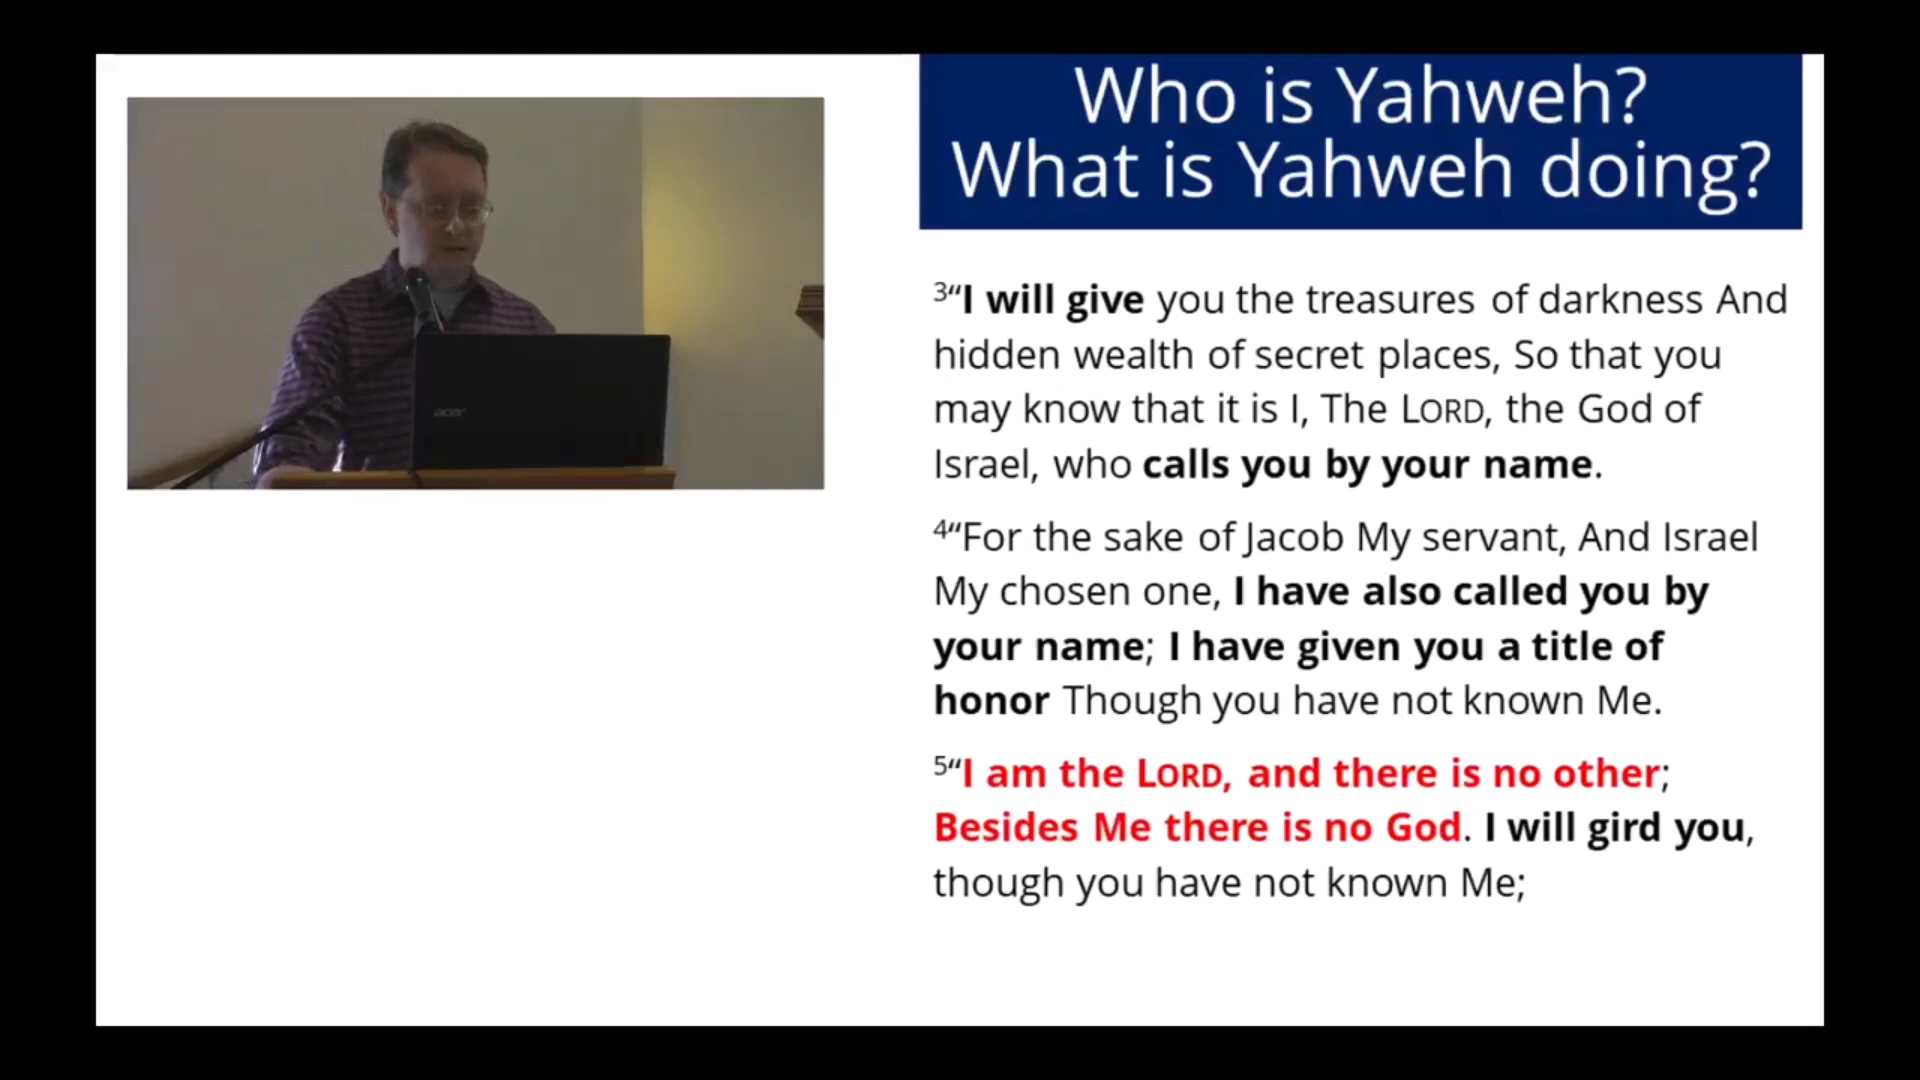 Who is Yahweh?
What is Yahweh doing?
acer
³“I will give you the treasures of darkness And
hidden wealth of secret places, So that you
may know that it is I, The LORD, the God of
Israel, who calls you by your name.
⁴“For the sake of Jacob My servant, And Israel
My chosen one, I have also called you by
your name; I have given you a title of
honor Though you have not known Me.
⁵“I am the LORD, and there is no other;
Besides Me there is no God. I will gird you,
though you have not known Me;